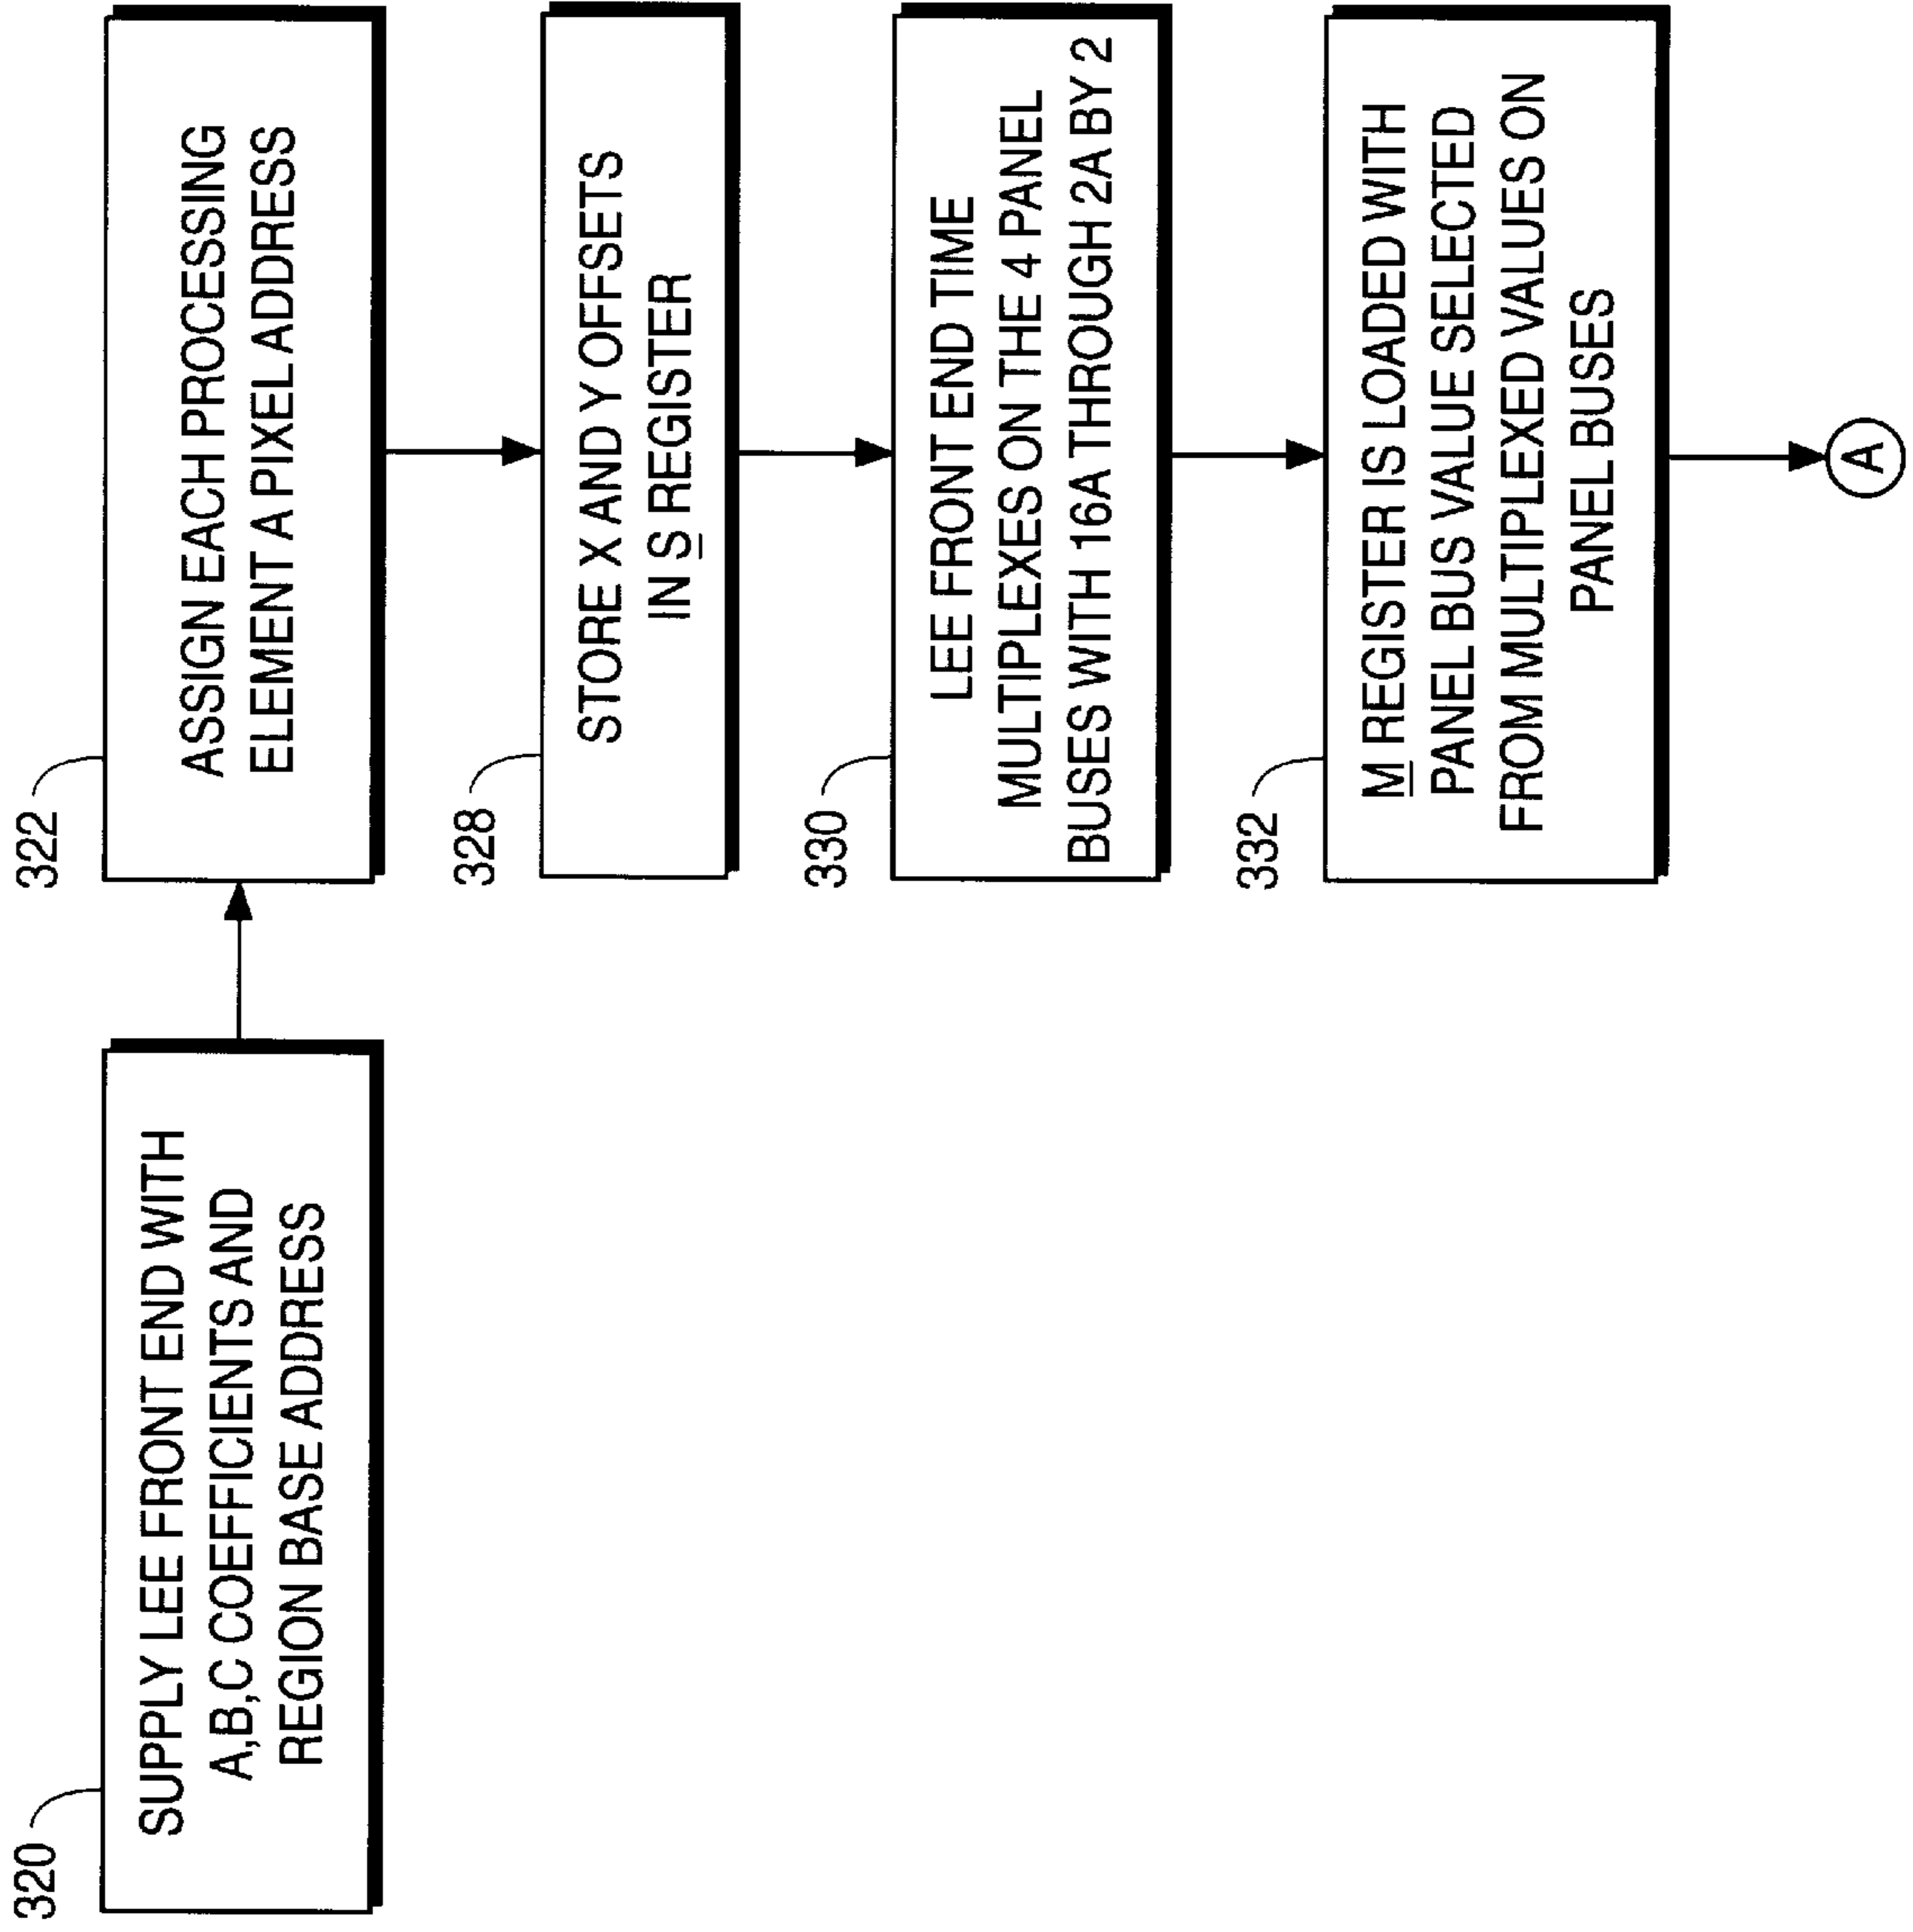 320
SUPPLY LEE FRONT END WITH
A,B,C COEFFICIENTS AND
REGION BASE ADDRESS
322
ASSIGN EACH PROCESSING
ELEMENT A PIXEL ADDRESS
328
STORE X AND Y OFFSETS
IN S REGISTER
330
LEE FRONT END TIME
MULTIPLEXES ON THE 4 PANEL
BUSES WITH 16A THROUGH 2A BY 2
332
M REGISTER IS LOADED WITH
PANEL BUS VALUE SELECTED
FROM MULTIPLEXED VALUES ON
PANEL BUSES
A